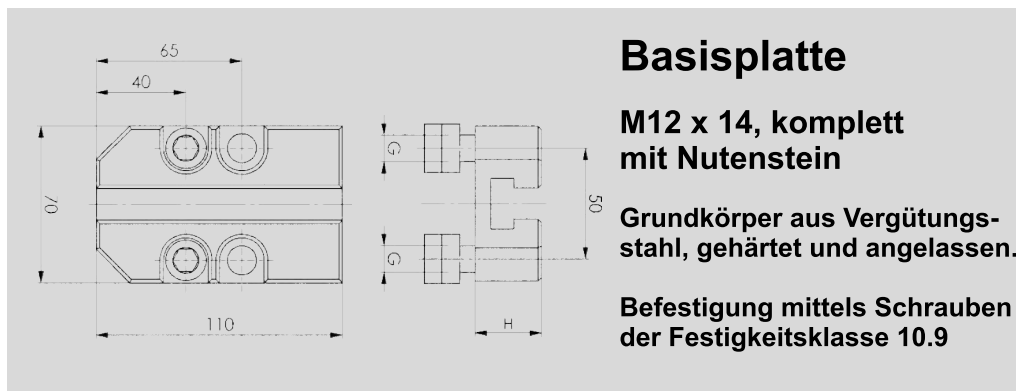 65
40
70
110
G
G
50
H
Basisplatte
M12 x 14, komplett
mit Nutenstein
Grundkörper aus Vergütungs-
stahl, gehärtet und angelassen.
Befestigung mittels Schrauben
der Festigkeitsklasse 10.9